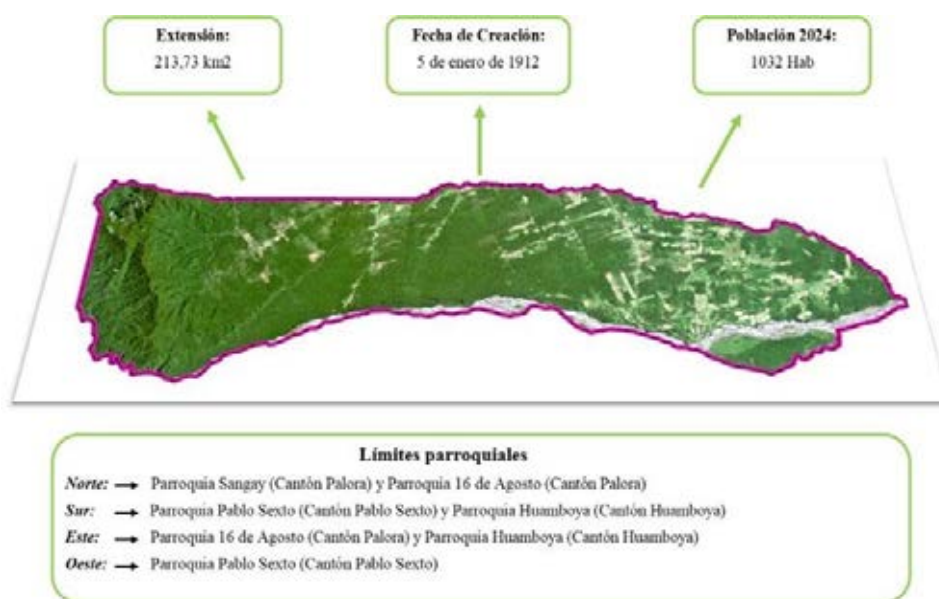 Extensión:
213,73 km2
Fecha de Creación:
5 de enero de 1912
Población 2024:
1032 Hab
Límites parroquiales
Norte: → Parroquia Sangay (Cantón Palora) y Parroquia 16 de Agosto (Cantón Palora)
Sur: → Parroquia Pablo Sexto (Cantón Pablo Sexto) y Parroquia Huamboya (Cantón Huamboya)
Este: → Parroquia 16 de Agosto (Cantón Palora) y Parroquia Huamboya (Cantón Huamboya)
Oeste: → Parroquia Pablo Sexto (Cantón Pablo Sexto)